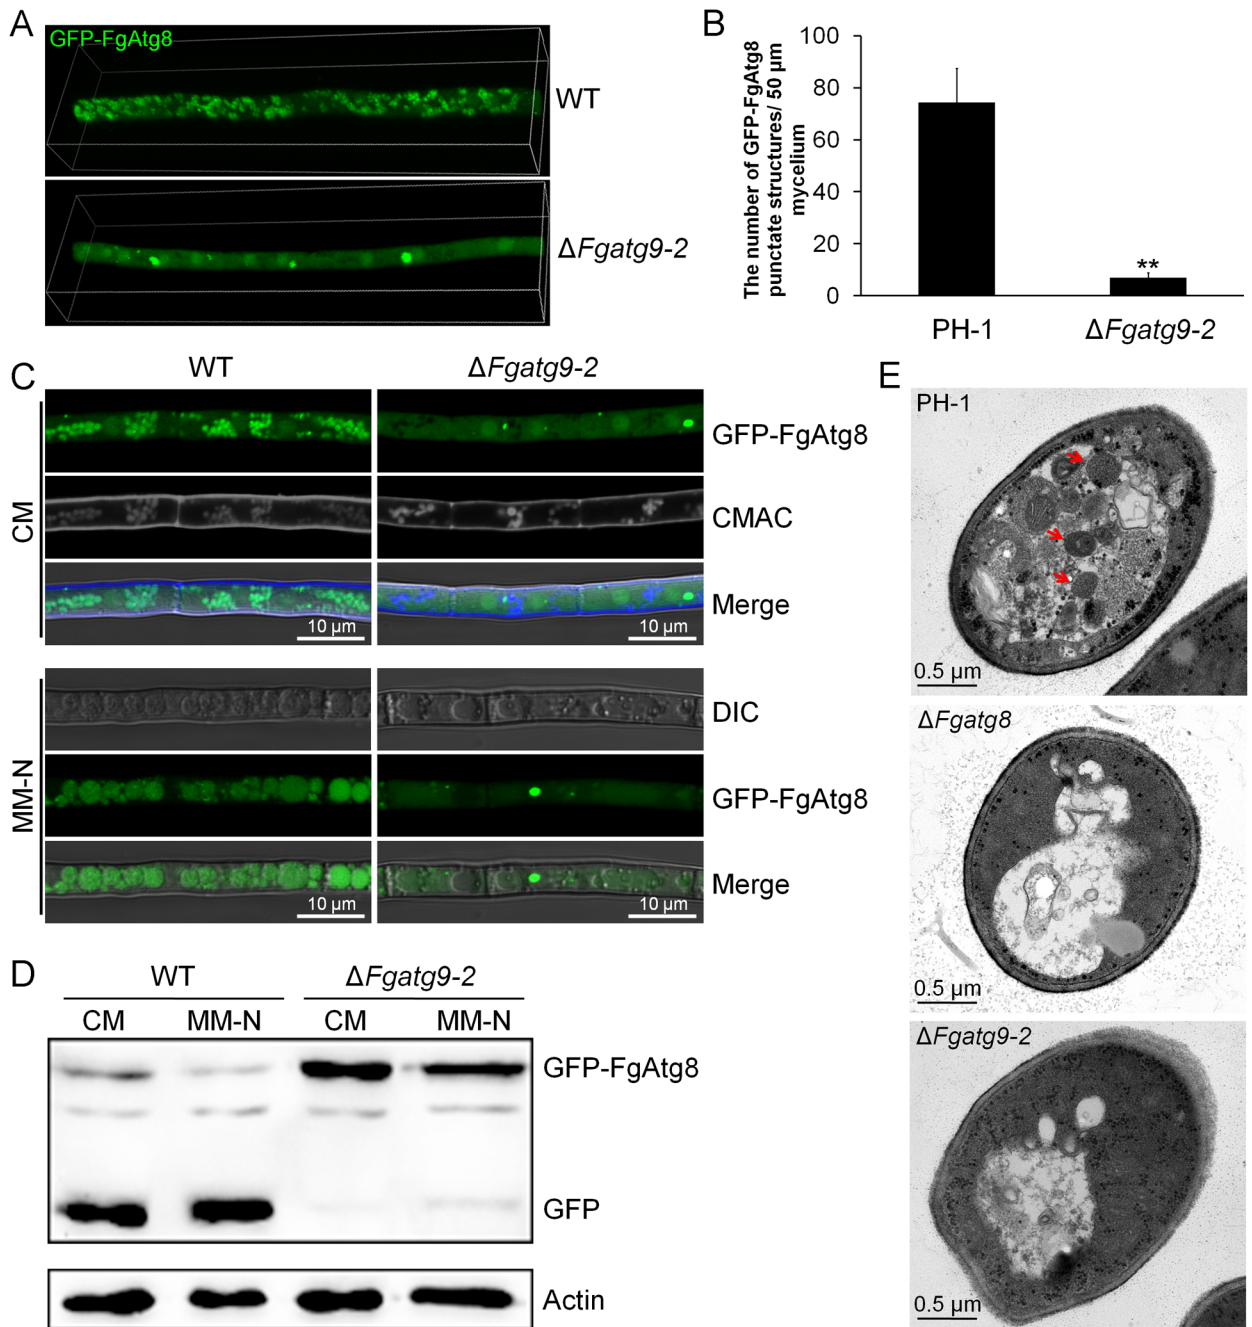 A
GFP-FgAtg8
WT
ΔFgatg9-2
B
The number of GFP-FgAtg8
punctate structures/ 50 μm
mycelium
100
80
60
40
20
0
**
PH-1
ΔFgatg9-2
C
WT
ΔFgatg9-2
CM
GFP-FgAtg8
CMAC
Merge
10 μm
10 μm
MM-N
DIC
GFP-FgAtg8
Merge
10 μm
10 μm
D
WT
ΔFgatg9-2
CM
MM-N
CM
MM-N
GFP-FgAtg8
GFP
Actin
E
PH-1
0.5 μm
ΔFgatg8
0.5 μm
ΔFgatg9-2
0.5 μm